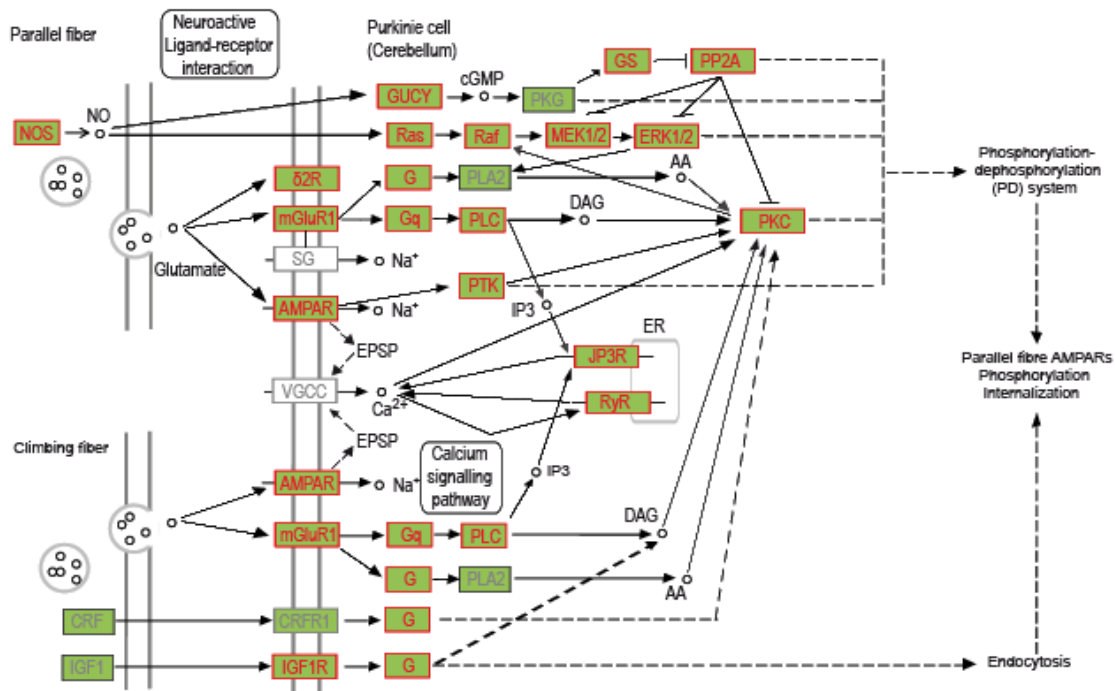 Parallel fiber
Neuroactive
Ligand-receptor
interaction
Purkinie cell
(Cerebellum)
GS
PP2A
cGMP
GUCY
PKG
NO
NOS
Ras
Raf
MEK1/2
ERK1/2
AA
Phosphorylation-
dephosphorylation
(PD) system
δ2R
G
PLA2
DAG
mGluR1
Gq
PLC
PKC
SG
Na+
Glutamate
PTK
AMPAR
Na+
IP3
ER
EPSP
JP3R
Parallel fibre AMPARs
Phosphorylation
Internalization
VGCC
Ca2+
RyR
EPSP
Climbing fiber
Calcium
signalling
pathway
AMPAR
Na+
IP3
mGluR1
Gq
PLC
DAG
G
PLA2
AA
CRF
CRFR1
G
IGF1
IGF1R
G
Endocytosis